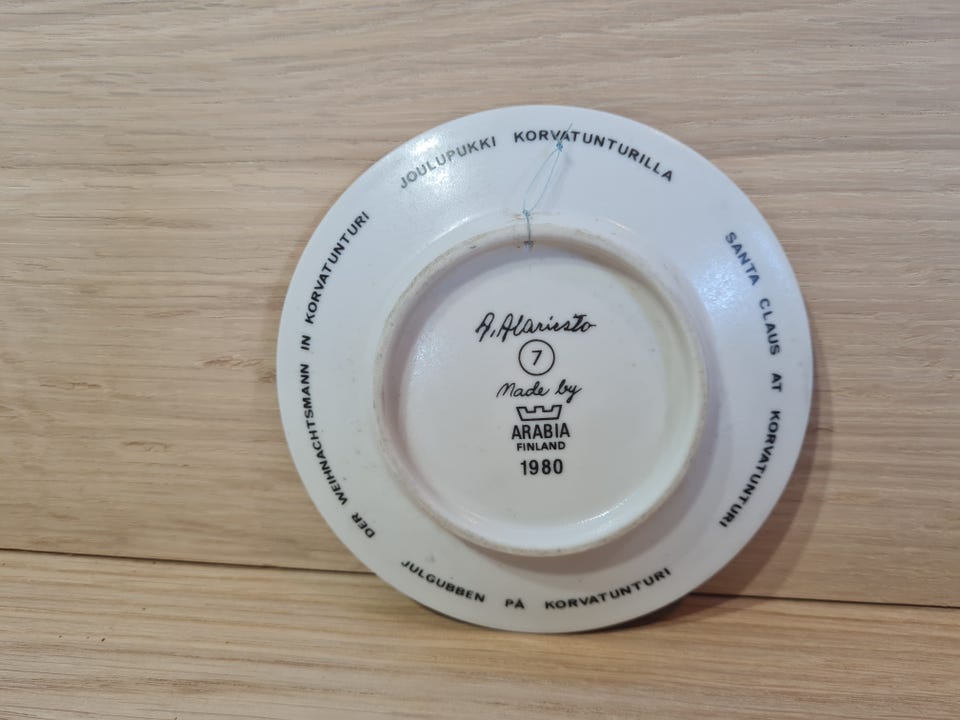 JOULUPUKKI KORVATUNTURILLA
SANTA CLAUS AT KORVATUNTURI
JULGUBBEN PÅ KORVATUNTURI
DER WEIHNACHTSMANN IN KORVATUNTURI
A. Alariesto
7
Made by
ARABIA
FINLAND
1980